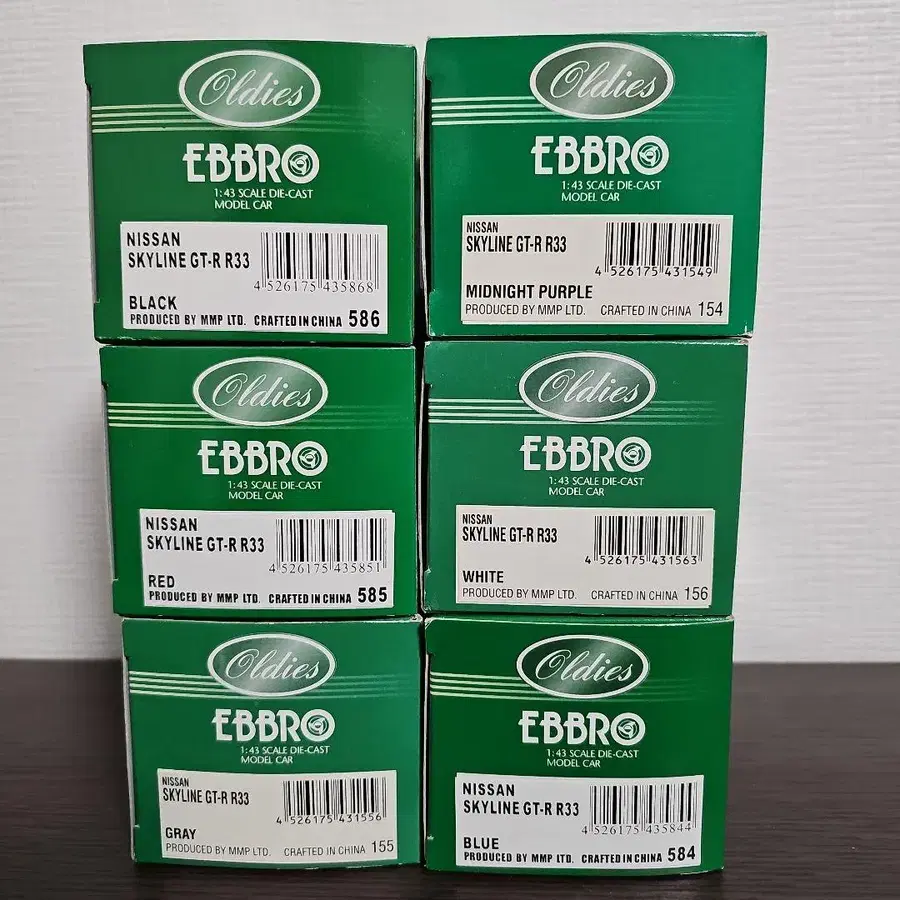 Oldies
EBBRO
1:43 SCALE DIE-CAST
MODEL CAR
NISSAN
SKYLINE GT-R R33
4 526175 435868
BLACK
PRODUCED BY MMP LTD. CRAFTED IN CHINA 586
Oldies
EBBRO
1:43 SCALE DIE-CAST
MODEL CAR
NISSAN
SKYLINE GT-R R33
4 526175 431549
MIDNIGHT PURPLE
PRODUCED BY MMP LTD. CRAFTED IN CHINA 154
Oldies
EBBRO
1:43 SCALE DIE-CAST
MODEL CAR
NISSAN
SKYLINE GT-R R33
4 526175 435851
RED
PRODUCED BY MMP LTD. CRAFTED IN CHINA 585
Oldies
EBBRO
1:43 SCALE DIE-CAST
MODEL CAR
NISSAN
SKYLINE GT-R R33
4 526175 431563
WHITE
PRODUCED BY MMP LTD. CRAFTED IN CHINA 156
Oldies
EBBRO
1:43 SCALE DIE-CAST
MODEL CAR
NISSAN
SKYLINE GT-R R33
4 526175 431556
GRAY
PRODUCED BY MMP LTD. CRAFTED IN CHINA 155
Oldies
EBBRO
1:43 SCALE DIE-CAST
MODEL CAR
NISSAN
SKYLINE GT-R R33
4 526175 435844
BLUE
PRODUCED BY MMP LTD. CRAFTED IN CHINA 584